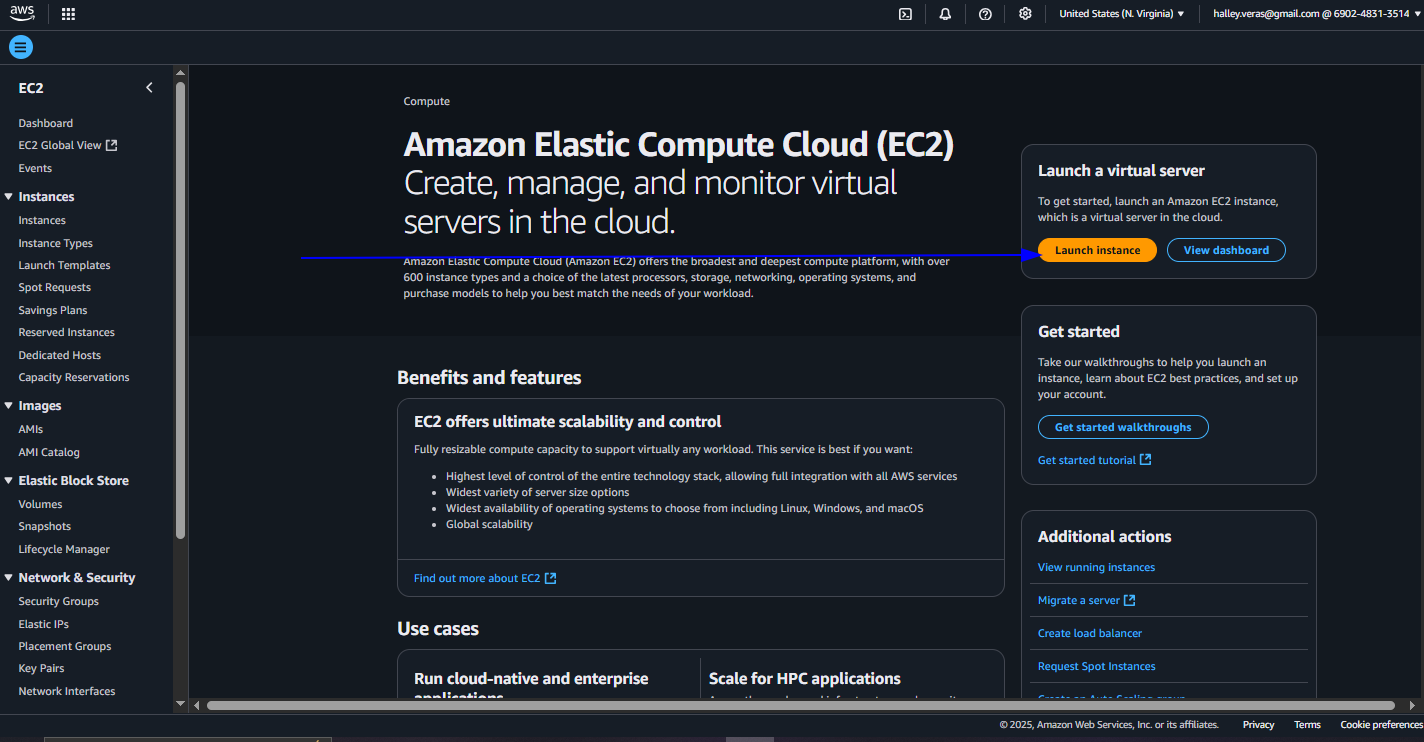 aws
United States (N. Virginia)
halley.veras@gmail.com @ 6902-4831-3514
EC2
Dashboard
EC2 Global View
Events
Instances
Instances
Instance Types
Launch Templates
Spot Requests
Savings Plans
Reserved Instances
Dedicated Hosts
Capacity Reservations
Images
AMIs
AMI Catalog
Elastic Block Store
Volumes
Snapshots
Lifecycle Manager
Network & Security
Security Groups
Elastic IPs
Placement Groups
Key Pairs
Network Interfaces
Compute
Amazon Elastic Compute Cloud (EC2)
Create, manage, and monitor virtual
servers in the cloud.
Amazon Elastic Compute Cloud (Amazon EC2) offers the broadest and deepest compute platform, with over
600 instance types and a choice of the latest processors, storage, networking, operating systems, and
purchase models to help you best match the needs of your workload.
Benefits and features
EC2 offers ultimate scalability and control
Fully resizable compute capacity to support virtually any workload. This service is best if you want:
Highest level of control of the entire technology stack, allowing full integration with all AWS services
Widest variety of server size options
Widest availability of operating systems to choose from including Linux, Windows, and macOS
Global scalability
Find out more about EC2
Use cases
Run cloud-native and enterprise
applications
Scale for HPC applications
Launch a virtual server
To get started, launch an Amazon EC2 instance,
which is a virtual server in the cloud.
Launch instance
View dashboard
Get started
Take our walkthroughs to help you launch an
instance, learn about EC2 best practices, and set up
your account.
Get started walkthroughs
Get started tutorial
Additional actions
View running instances
Migrate a server
Create load balancer
Request Spot Instances
Create an Auto Scaling group
© 2025, Amazon Web Services, Inc. or its affiliates.
Privacy
Terms
Cookie preferences